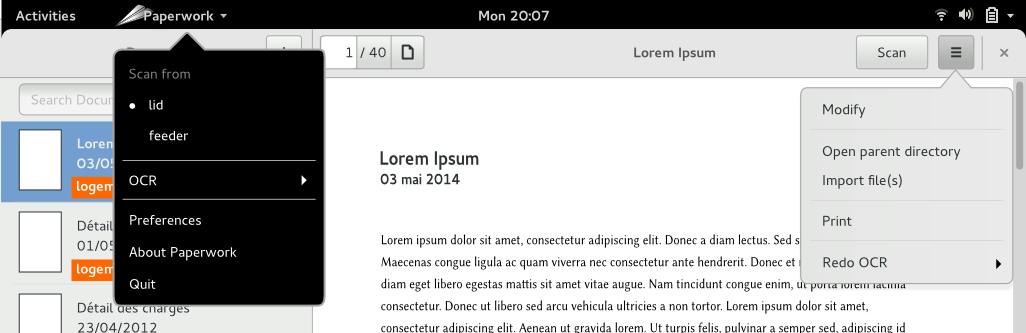 Activities
Paperwork
Mon 20:07
1 / 40
Lorem Ipsum
Scan
Scan from
lid
feeder
OCR
Preferences
About Paperwork
Quit
Search Docum
Lorem
03/05
logem
Détail
01/05
logem
Détail des charges
23/04/2012
Modify
Open parent directory
Import file(s)
Print
Redo OCR
Lorem Ipsum
03 mai 2014
Lorem ipsum dolor sit amet, consectetur adipiscing elit. Donec a diam lectus. Sed s
Maecenas congue ligula ac quam viverra nec consectetur ante hendrerit. Donec et
diam eget libero egestas mattis sit amet vitae augue. Nam tincidunt congue enim, ut porta lorem lacinia
consectetur. Donec ut libero sed arcu vehicula ultricies a non tortor. Lorem ipsum dolor sit amet,
consectetur adipiscing elit. Aenean ut gravida lorem. Ut turpis felis, pulvinar a semper sed, adipiscing id